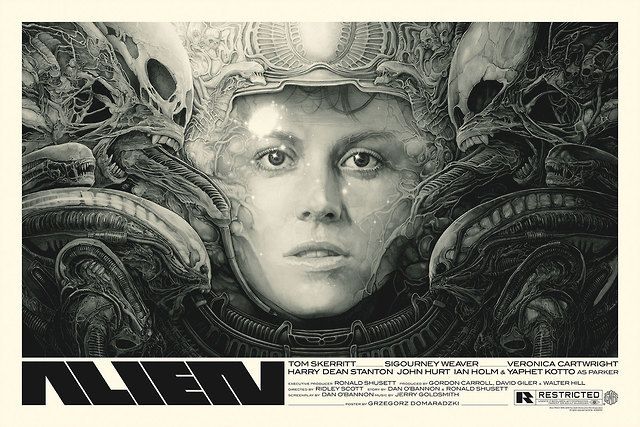 ALIEN
TOM SKERRITT SIGOURNEY WEAVER VERONICA CARTWRIGHT
HARRY DEAN STANTON JOHN HURT IAN HOLM & YAPHET KOTTO AS PARKER
EXECUTIVE PRODUCER RONALD SHUSETT PRODUCED BY GORDON CARROLL, DAVID GILER & WALTER HILL
DIRECTED BY RIDLEY SCOTT STORY BY DAN O'BANNON & RONALD SHUSETT
SCREENPLAY BY DAN O'BANNON MUSIC BY JERRY GOLDSMITH
POSTER BY GRZEGORZ DOMARADZKI
R RESTRICTED